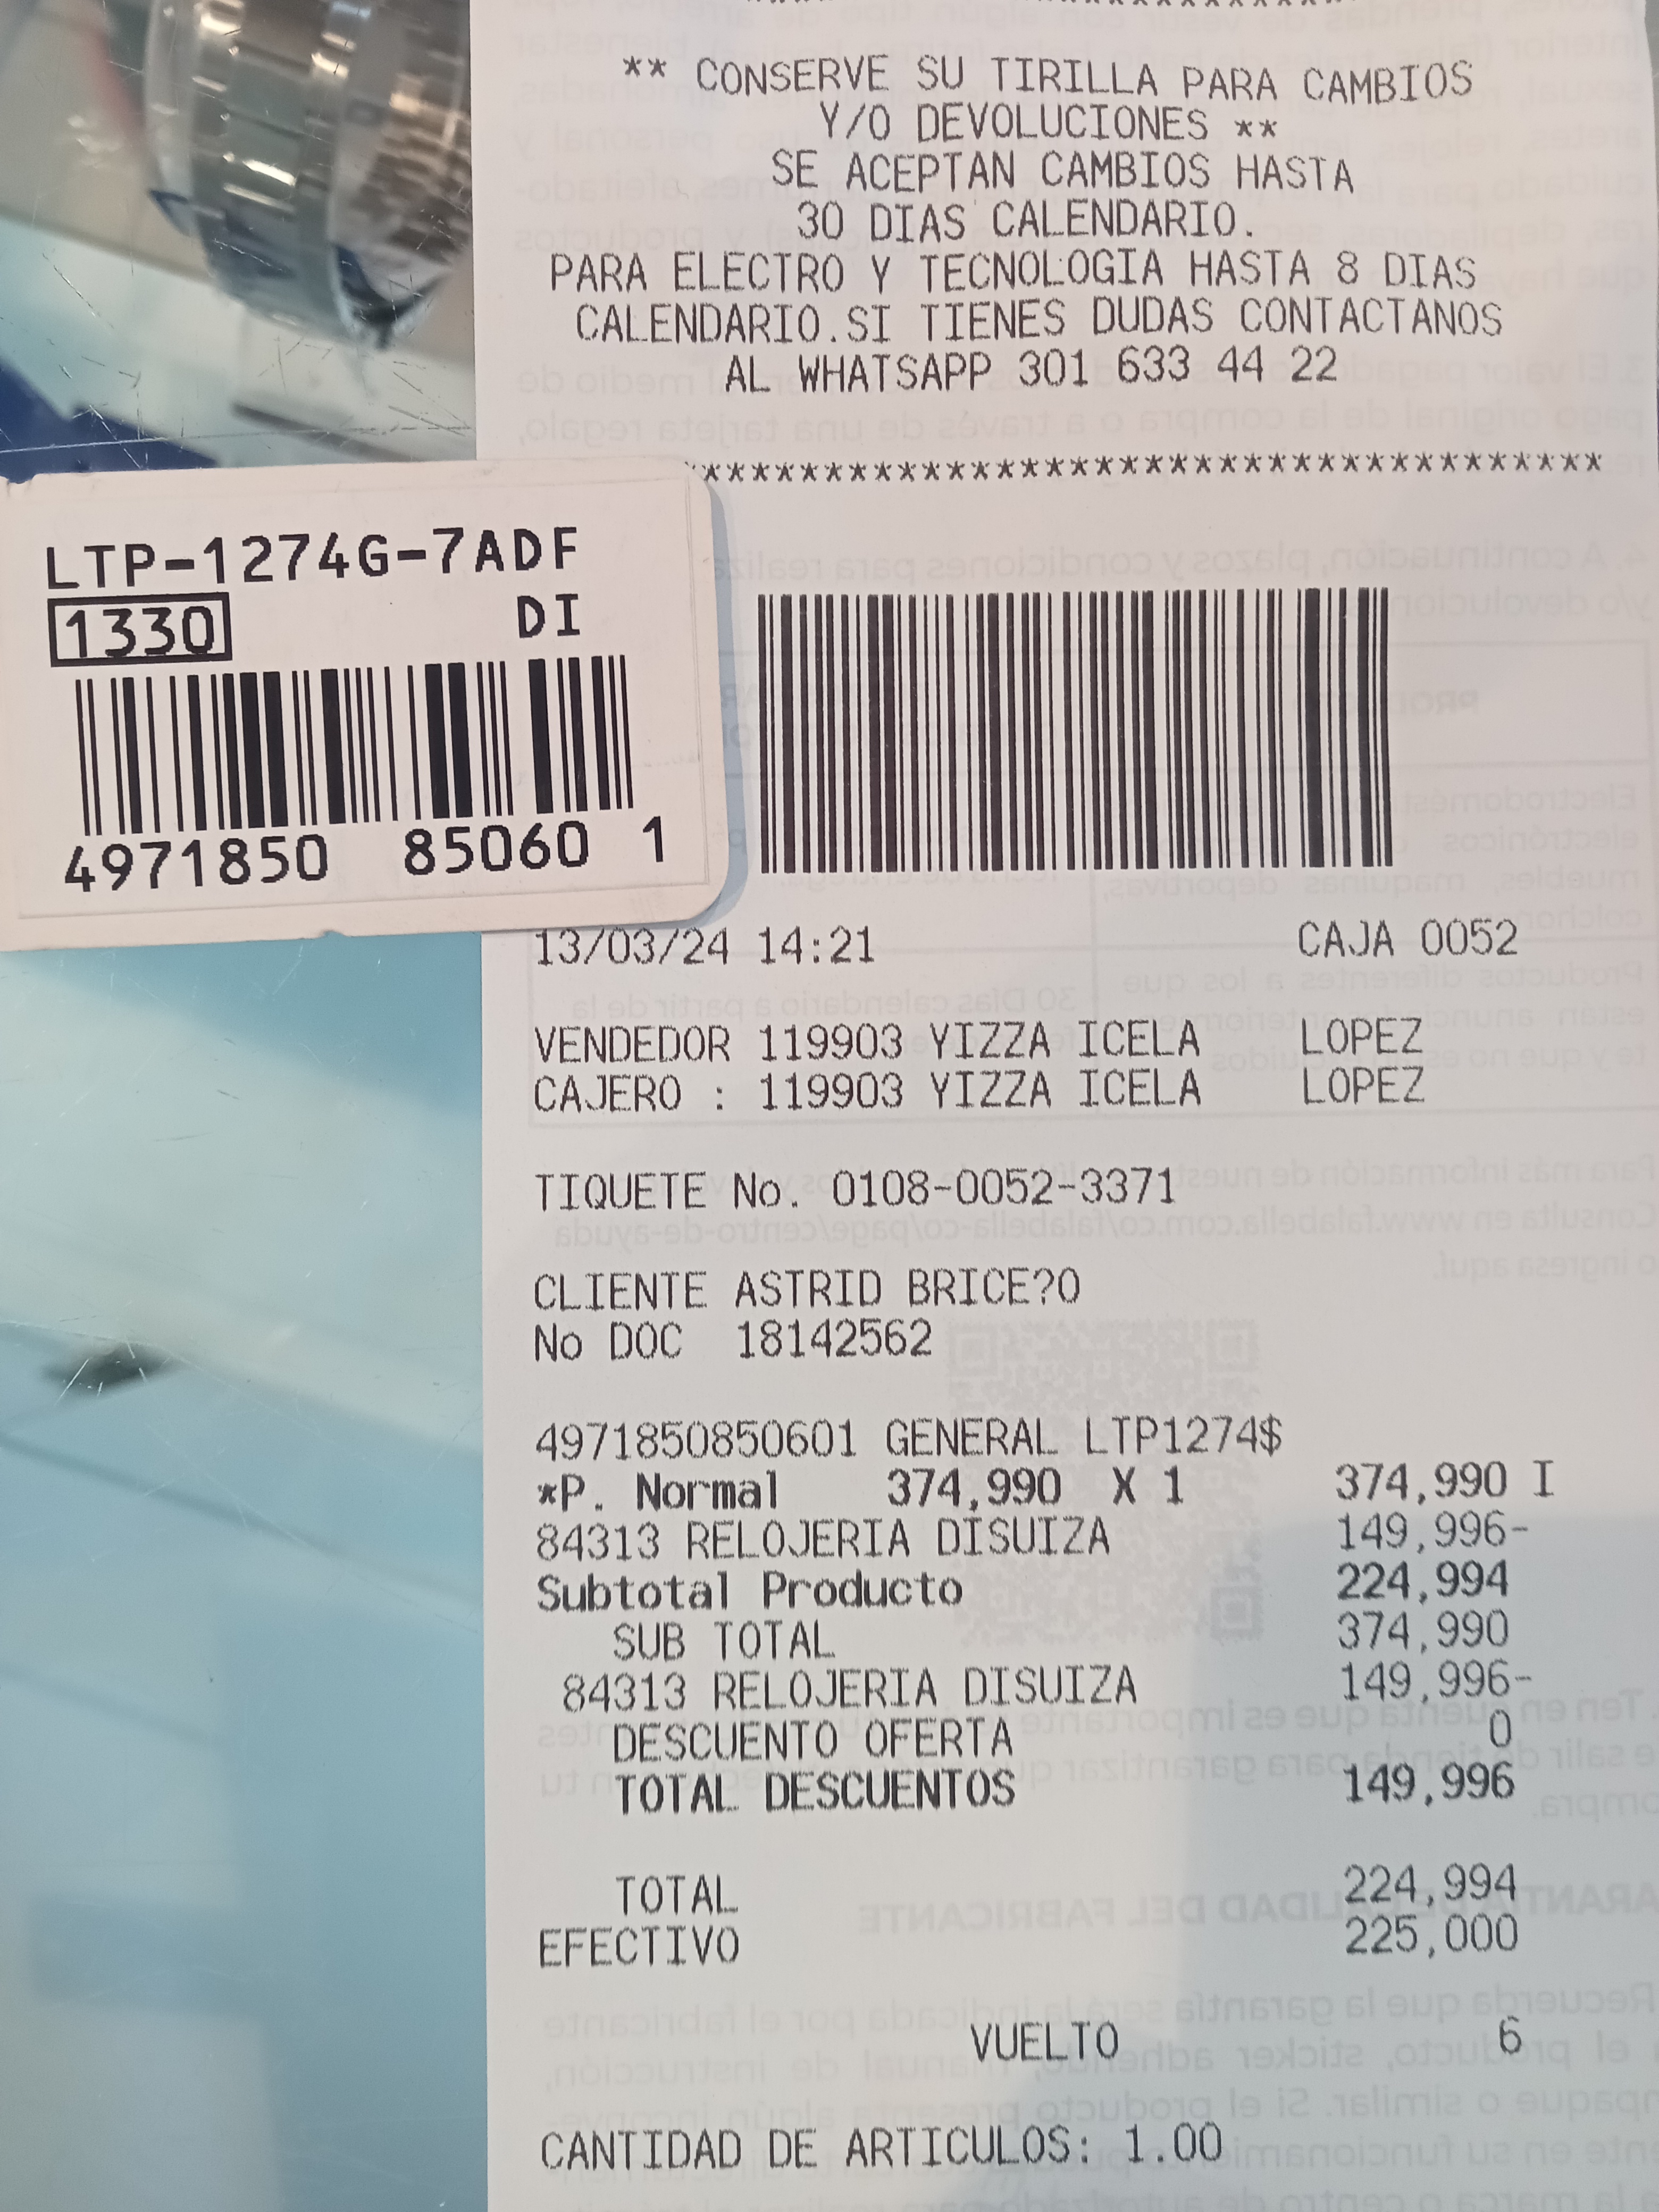 ** CONSERVE SU TIRILLA PARA CAMBIOS
Y/O DEVOLUCIONES **
SE ACEPTAN CAMBIOS HASTA
30 DIAS CALENDARIO.
PARA ELECTRO Y TECNOLOGIA HASTA 8 DIAS
CALENDARIO.SI TIENES DUDAS CONTACTANOS
AL WHATSAPP 301 633 44 22
*************************************
LTP-1274G-7ADF
1330 DI
4971850 85060 1
13/03/24 14:21 CAJA 0052
VENDEDOR 119903 YIZZA ICELA LOPEZ
CAJERO : 119903 YIZZA ICELA LOPEZ
TIQUETE No. 0108-0052-3371
CLIENTE ASTRID BRICE?O
No DOC 18142562
4971850850601 GENERAL LTP1274$
*P. Normal 374,990 X 1 374,990 I
84313 RELOJERIA DISUIZA 149,996-
Subtotal Producto 224,994
SUB TOTAL 374,990
84313 RELOJERIA DISUIZA 149,996-
DESCUENTO OFERTA 0
TOTAL DESCUENTOS 149,996
TOTAL 224,994
EFECTIVO 225,000
VUELTO 6
CANTIDAD DE ARTICULOS: 1.00